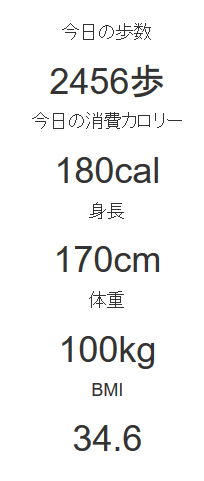 今日の歩数
2456歩
今日の消費カロリー
180cal
身長
170cm
体重
100kg
BMI
34.6